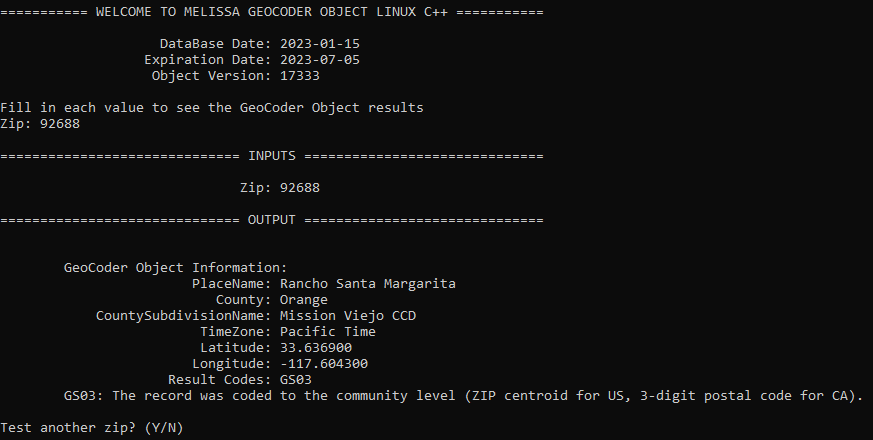 =========== WELCOME TO MELISSA GEOCODER OBJECT LINUX C++ ===========
DataBase Date: 2023-01-15
Expiration Date: 2023-07-05
Object Version: 17333
Fill in each value to see the GeoCoder Object results
Zip: 92688
============================== INPUTS ==============================
Zip: 92688
============================== OUTPUT ==============================
GeoCoder Object Information:
PlaceName: Rancho Santa Margarita
County: Orange
CountySubdivisionName: Mission Viejo CCD
TimeZone: Pacific Time
Latitude: 33.636900
Longitude: -117.604300
Result Codes: GS03
GS03: The record was coded to the community level (ZIP centroid for US, 3-digit postal code for CA).
Test another zip? (Y/N)